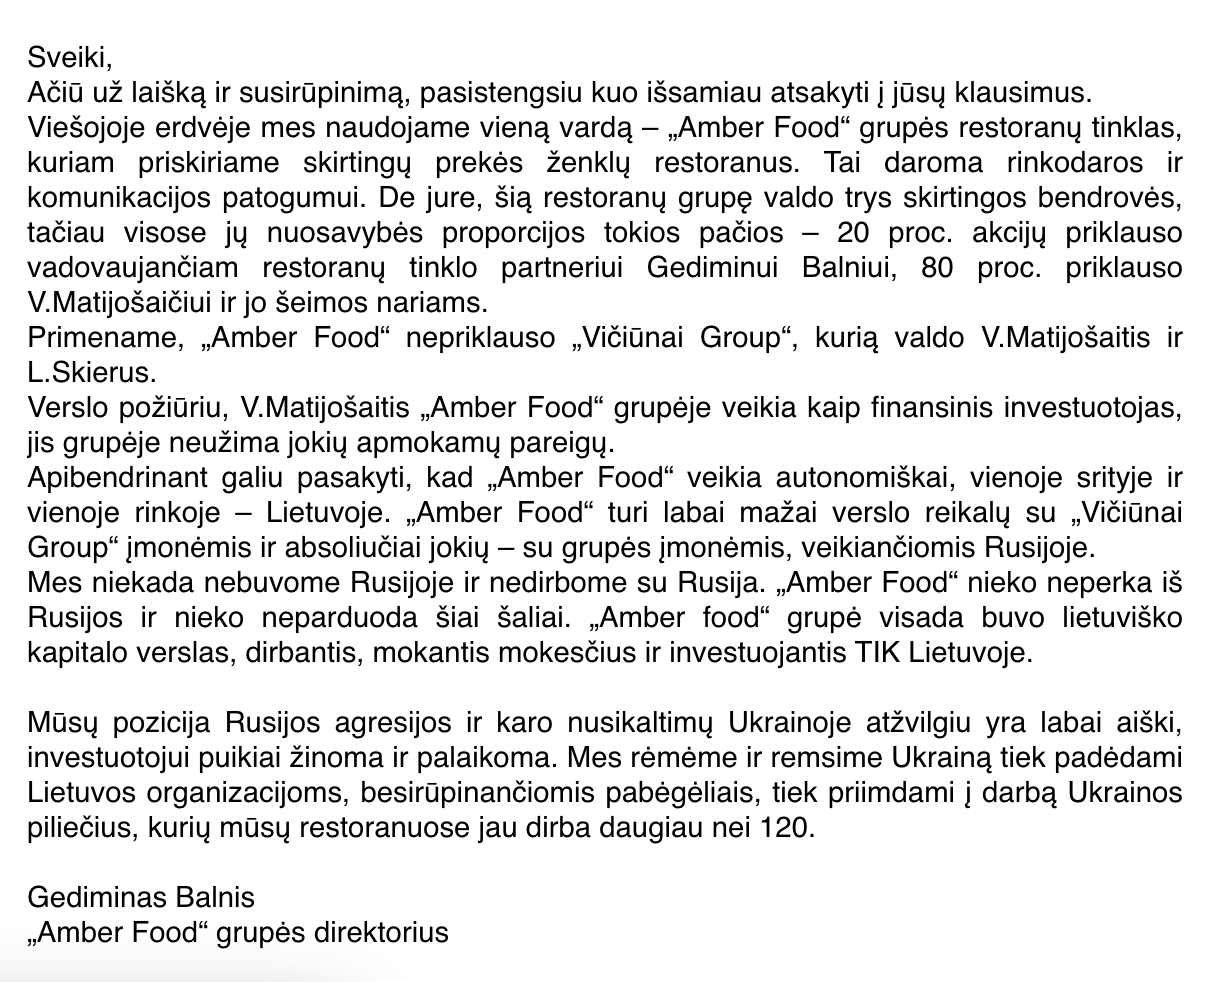 Sveiki,
Ačiū už laišką ir susirūpinimą, pasistengsiu kuo išsamiau atsakyti į jūsų klausimus.
Viešojoje erdvėje mes naudojame vieną vardą – „Amber Food“ grupės restoranų tinklas,
kuriam priskiriame skirtingų prekės ženklų restoranus. Tai daroma rinkodaros ir
komunikacijos patogumui. De jure, šią restoranų grupę valdo trys skirtingos bendrovės,
tačiau visose jų nuosavybės proporcijos tokios pačios – 20 proc. akcijų priklauso
vadovaujančiam restoranų tinklo partneriui Gediminui Balniui, 80 proc. priklauso
V.Matijošaičiui ir jo šeimos nariams.
Primename, „Amber Food“ nepriklauso „Vičiūnai Group“, kurią valdo V.Matijošaitis ir
L.Skierus.
Verslo požiūriu, V.Matijošaitis „Amber Food“ grupėje veikia kaip finansinis investuotojas,
jis grupėje neužima jokių apmokamų pareigų.
Apibendrinant galiu pasakyti, kad „Amber Food“ veikia autonomiškai, vienoje srityje ir
vienoje rinkoje – Lietuvoje. „Amber Food“ turi labai mažai verslo reikalų su „Vičiūnai
Group“ įmonėmis ir absoliučiai jokių – su grupės įmonėmis, veikiančiomis Rusijoje.
Mes niekada nebuvome Rusijoje ir nedirbome su Rusija. „Amber Food“ nieko neperka iš
Rusijos ir nieko neparduoda šiai šaliai. „Amber food“ grupė visada buvo lietuviško
kapitalo verslas, dirbantis, mokantis mokesčius ir investuojantis TIK Lietuvoje.
Mūsų pozicija Rusijos agresijos ir karo nusikaltimų Ukrainoje atžvilgiu yra labai aiški,
investuotojui puikiai žinoma ir palaikoma. Mes rėmėme ir remsime Ukrainą tiek padėdami
Lietuvos organizacijoms, besirūpinančiomis pabėgėliais, tiek priimdami į darbą Ukrainos
piliečius, kurių mūsų restoranuose jau dirba daugiau nei 120.
Gediminas Balnis
„Amber Food“ grupės direktorius